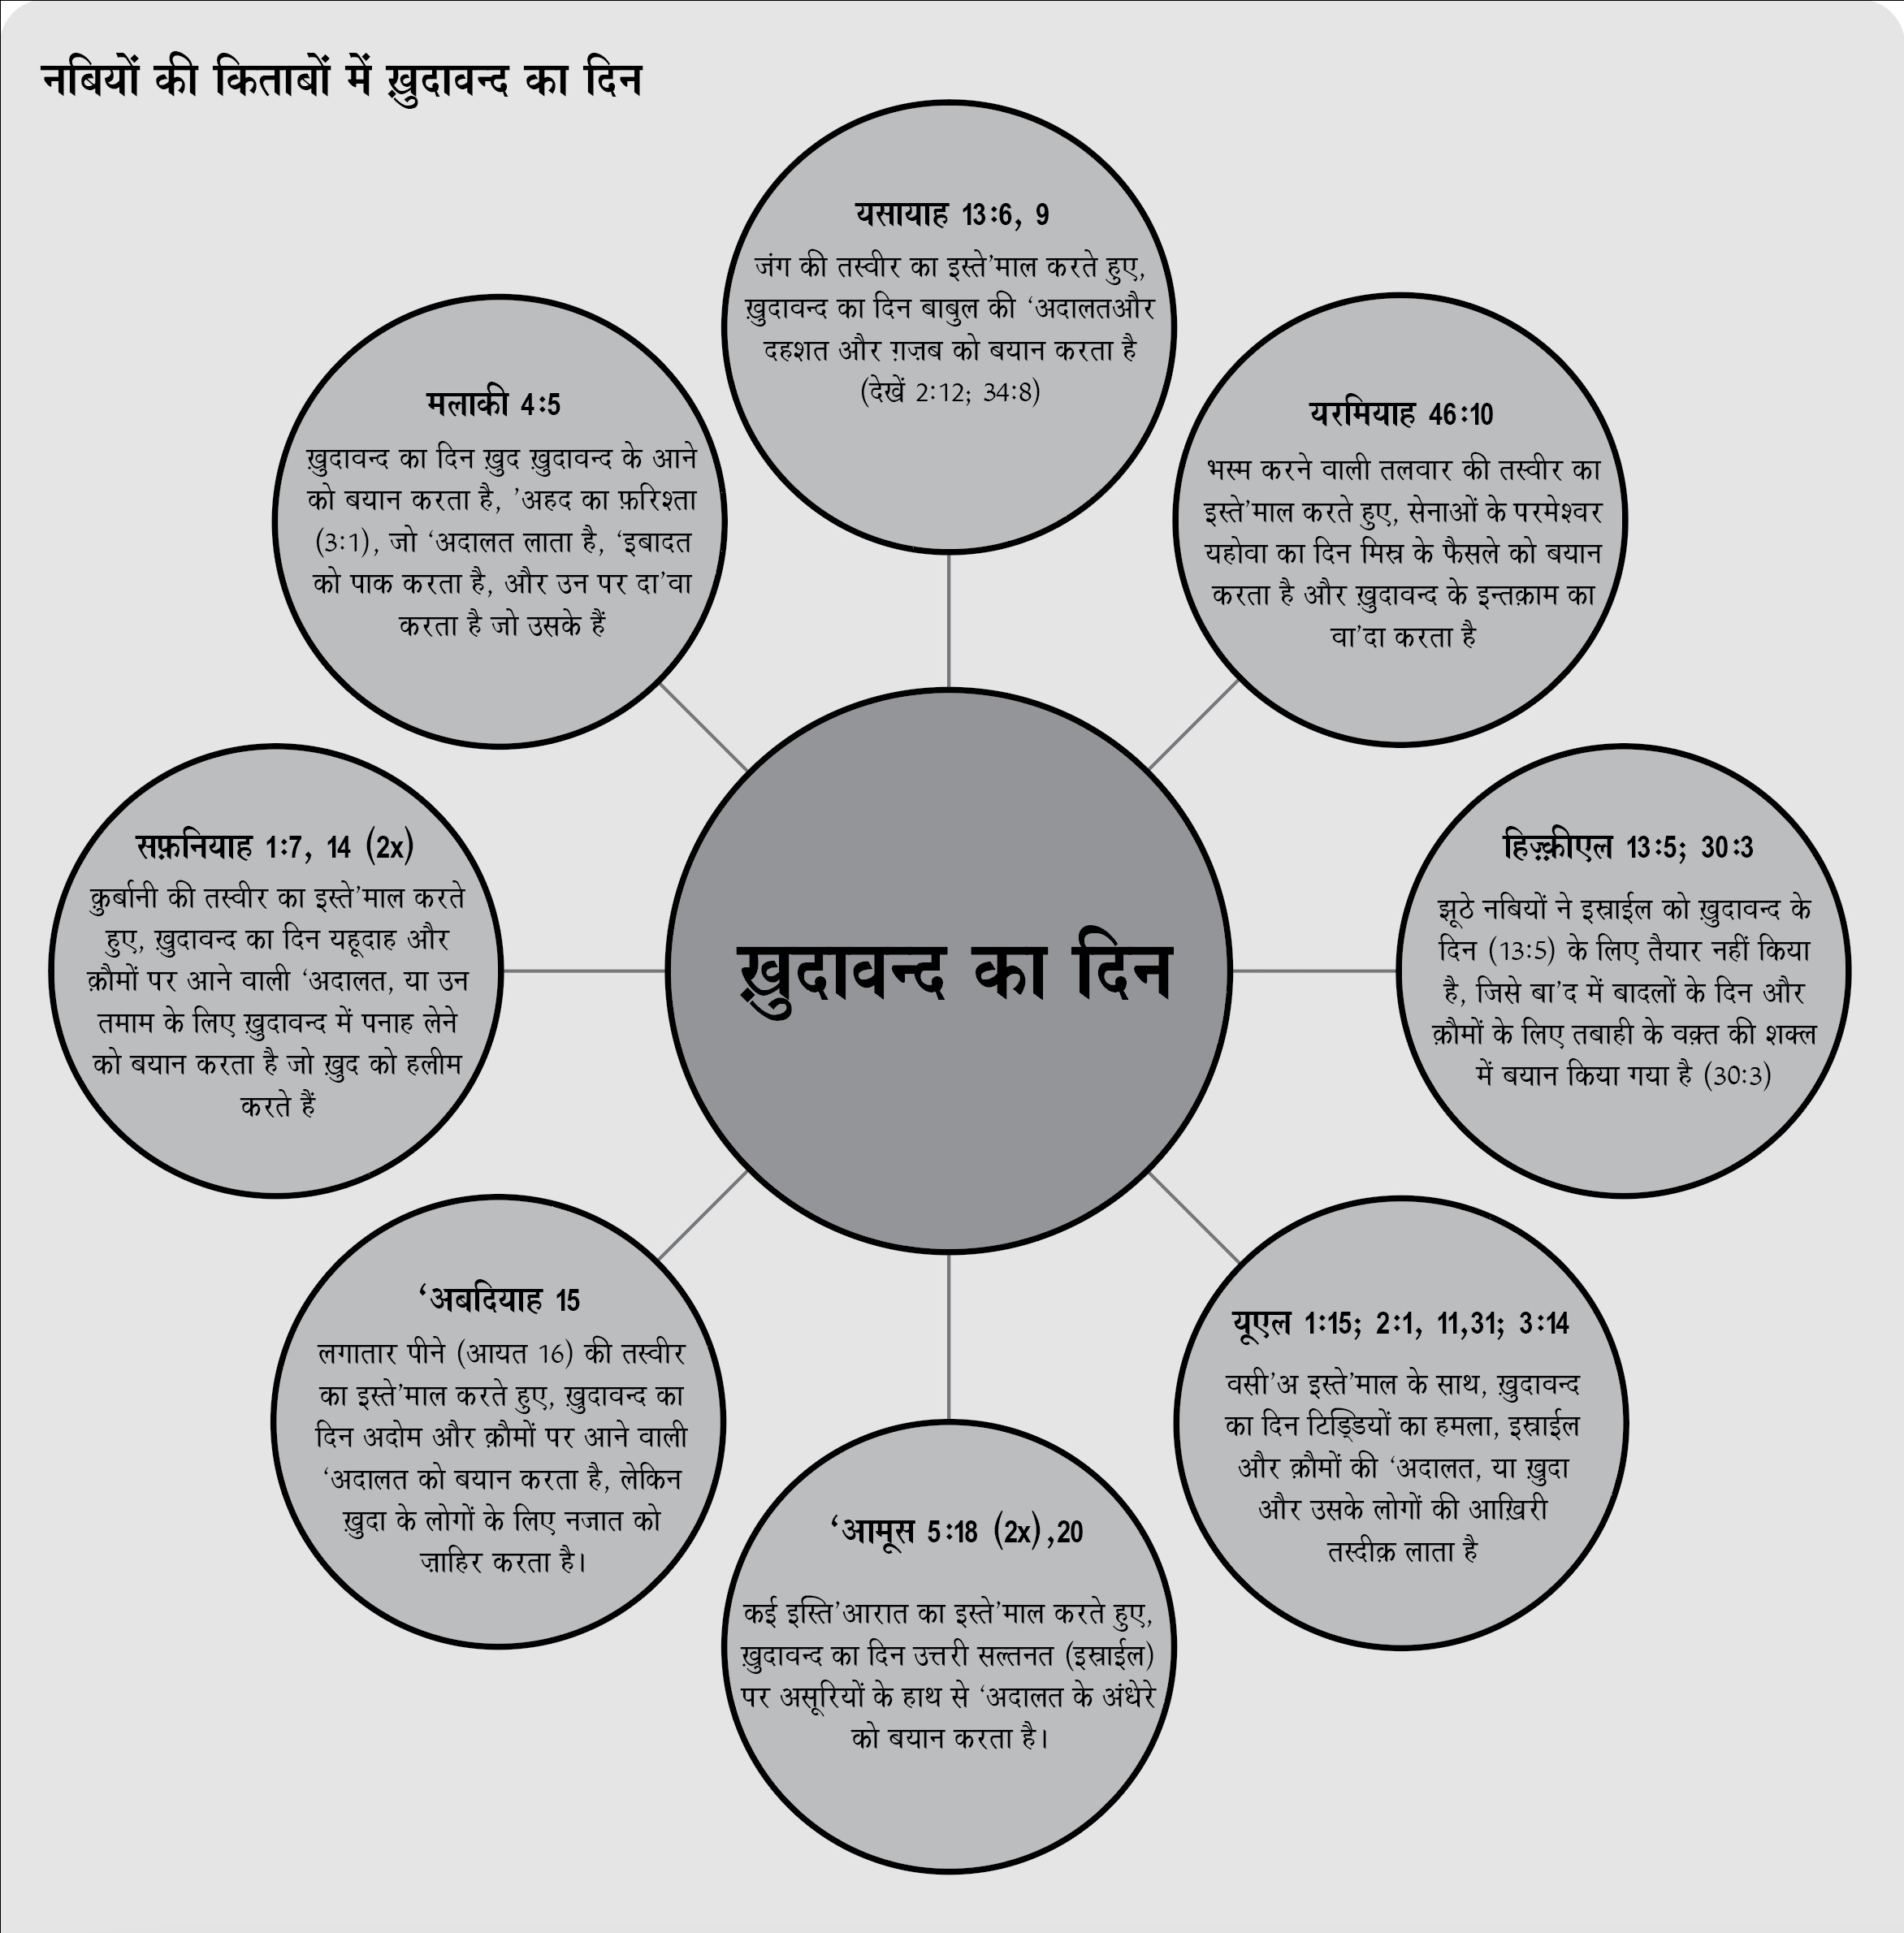 नबियों की किताबों में ख़ुदावन्द का दिन
यसायाह 13:6, 9
जंग की तस्वीर का इस्ते’माल करते हुए,
ख़ुदावन्द का दिन बाबुल की ‘अदालतऔर
दहशत और ग़ज़ब को बयान करता है
(देखें 2:12; 34:8)
यरमियाह 46:10
भस्म करने वाली तलवार की तस्वीर का
इस्ते’माल करते हुए, सेनाओं के परमेश्वर
यहोवा का दिन मिस्र के फैसले को बयान
करता है और ख़ुदावन्द के इन्तक़ाम का
वा’दा करता है
हिज़्क़ीएल 13:5; 30:3
झूठे नबियों ने इस्राईल को ख़ुदावन्द के
दिन (13:5) के लिए तैयार नहीं किया
है, जिसे बा’द में बादलों के दिन और
क़ौमों के लिए तबाही के वक़्त की शक्ल
में बयान किया गया है (30:3)
यूएल 1:15; 2:1, 11,31; 3:14
वसी’अ इस्ते’माल के साथ, ख़ुदावन्द
का दिन टिड्डियों का हमला, इस्राईल
और क़ौमों की ‘अदालत, या ख़ुदा
और उसके लोगों की आख़िरी
तस्दीक़ लाता है
‘आमूस 5:18 (2x),20
कई इस्ति’आरात का इस्ते’माल करते हुए,
ख़ुदावन्द का दिन उत्तरी सल्तनत (इस्राईल)
पर असूरियों के हाथ से ‘अदालत के अंधेरे
को बयान करता है।
‘अबदियाह 15
लगातार पीने (आयत 16) की तस्वीर
का इस्ते’माल करते हुए, ख़ुदावन्द का
दिन अदोम और क़ौमों पर आने वाली
‘अदालत को बयान करता है, लेकिन
ख़ुदा के लोगों के लिए नजात को
ज़ाहिर करता है।
सफ़नियाह 1:7, 14 (2x)
क़ुर्बानी की तस्वीर का इस्ते’माल करते
हुए, ख़ुदावन्द का दिन यहूदाह और
क़ौमों पर आने वाली ‘अदालत, या उन
तमाम के लिए ख़ुदावन्द में पनाह लेने
को बयान करता है जो ख़ुद को हलीम
करते हैं
मलाकी 4:5
ख़ुदावन्द का दिन ख़ुद ख़ुदावन्द के आने
को बयान करता है, ’अहद का फ़रिश्ता
(3:1), जो ‘अदालत लाता है, ‘इबादत
को पाक करता है, और उन पर दा’वा
करता है जो उसके हैं
ख़ुदावन्द का दिन